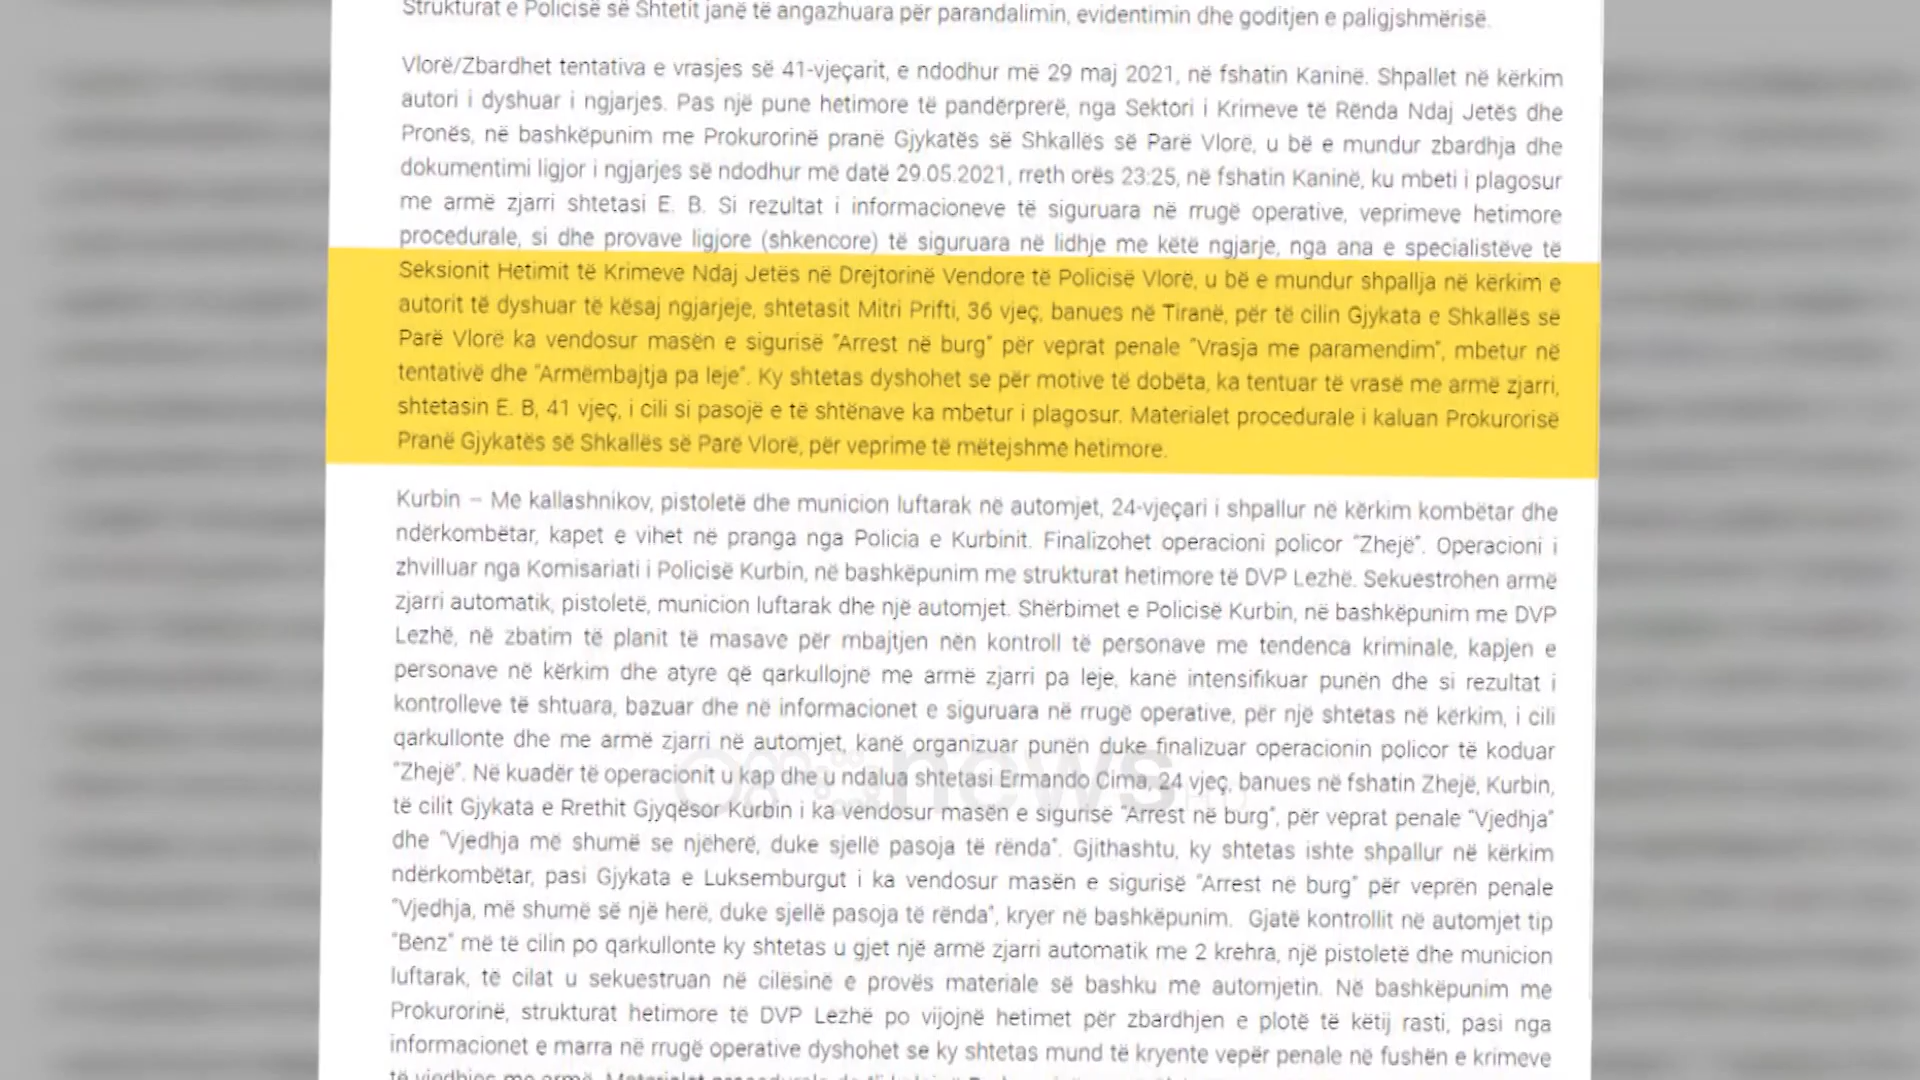 Strukturat e Policisë së Shtetit janë të angazhuara për parandalimin, evidentimin dhe goditjen e paligjshmërisë.
Vlorë/Zbardhet tentativa e vrasjes së 41-vjeçarit, e ndodhur më 29 maj 2021, në fshatin Kaninë. Shpallet në kërkim
autori i dyshuar i ngjarjes. Pas një pune hetimore të pandërprerë, nga Sektori i Krimeve të Rënda Ndaj Jetës dhe
Pronës, në bashkëpunim me Prokurorinë pranë Gjykatës së Shkallës së Parë Vlorë, u bë e mundur zbardhja dhe
dokumentimi ligjor i ngjarjes së ndodhur më datë 29.05.2021, rreth orës 23:25, në fshatin Kaninë, ku mbeti i plagosur
me armë zjarri shtetasi E. B. Si rezultat i informacioneve të siguruara në rrugë operative, veprimeve hetimore
procedurale, si dhe provave ligjore (shkencore) të siguruara në lidhje me këtë ngjarje, nga ana e specialistëve të
Seksionit Hetimit të Krimeve Ndaj Jetës në Drejtorinë Vendore të Policisë Vlorë, u bë e mundur shpallja në kërkim e
autorit të dyshuar të kësaj ngjarjeje, shtetasit Mitri Prifti, 36 vjeç, banues në Tiranë, për të cilin Gjykata e Shkallës së
Parë Vlorë ka vendosur masën e sigurisë "Arrest në burg" për veprat penale "Vrasja me paramendim", mbetur në
tentativë dhe "Armëmbajtja pa leje". Ky shtetas dyshohet se për motive të dobëta, ka tentuar të vrasë me armë zjarri,
shtetasin E. B, 41 vjeç, i cili si pasojë e të shtënave ka mbetur i plagosur. Materialet procedurale i kaluan Prokurorisë
Pranë Gjykatës së Shkallës së Parë Vlorë, për veprime të mëtejshme hetimore.
Kurbin – Me kallashnikov, pistoletë dhe municion luftarak në automjet, 24-vjeçari i shpallur në kërkim kombëtar dhe
ndërkombëtar, kapet e vihet në pranga nga Policia e Kurbinit. Finalizohet operacioni policor "Zhejë". Operacioni i
zhvilluar nga Komisariati i Policisë Kurbin, në bashkëpunim me strukturat hetimore të DVP Lezhë. Sekuestrohen armë
zjarri automatik, pistoletë, municion luftarak dhe një automjet. Shërbimet e Policisë Kurbin, në bashkëpunim me DVP
Lezhë, në zbatim të planit të masave për mbajtjen nën kontroll të personave me tendenca kriminale, kapjen e
personave në kërkim dhe atyre që qarkullojnë me armë zjarri pa leje, kanë intensifikuar punën dhe si rezultat i
kontrolleve të shtuara, bazuar dhe në informacionet e siguruara në rrugë operative, për një shtetas në kërkim, i cili
qarkullonte dhe me armë zjarri në automjet, kanë organizuar punën duke finalizuar operacionin policor të koduar
"Zhejë". Në kuadër të operacionit u kap dhe u ndalua shtetasi Ermando Cima, 24 vjeç, banues në fshatin Zhejë, Kurbin,
të cilit Gjykata e Rrethit Gjyqësor Kurbin i ka vendosur masën e sigurisë "Arrest në burg", për veprat penale "Vjedhja"
dhe "Vjedhja më shumë se njëherë, duke sjellë pasoja të rënda". Gjithashtu, ky shtetas ishte shpallur në kërkim
ndërkombëtar, pasi Gjykata e Luksemburgut i ka vendosur masën e sigurisë "Arrest në burg" për veprën penale
"Vjedhja, më shumë së një herë, duke sjellë pasoja të rënda", kryer në bashkëpunim.  Gjatë kontrollit në automjet tip
"Benz" më të cilin po qarkullonte ky shtetas u gjet një armë zjarri automatik me 2 krehra, një pistoletë dhe municion
luftarak, të cilat u sekuestruan në cilësinë e provës materiale së bashku me automjetin. Në bashkëpunim me
Prokurorinë, strukturat hetimore të DVP Lezhë po vijojnë hetimet për zbardhjen e plotë të këtij rasti, pasi nga
informacionet e marra në rrugë operative dyshohet se ky shtetas mund të kryente vepër penale në fushën e krimeve
news